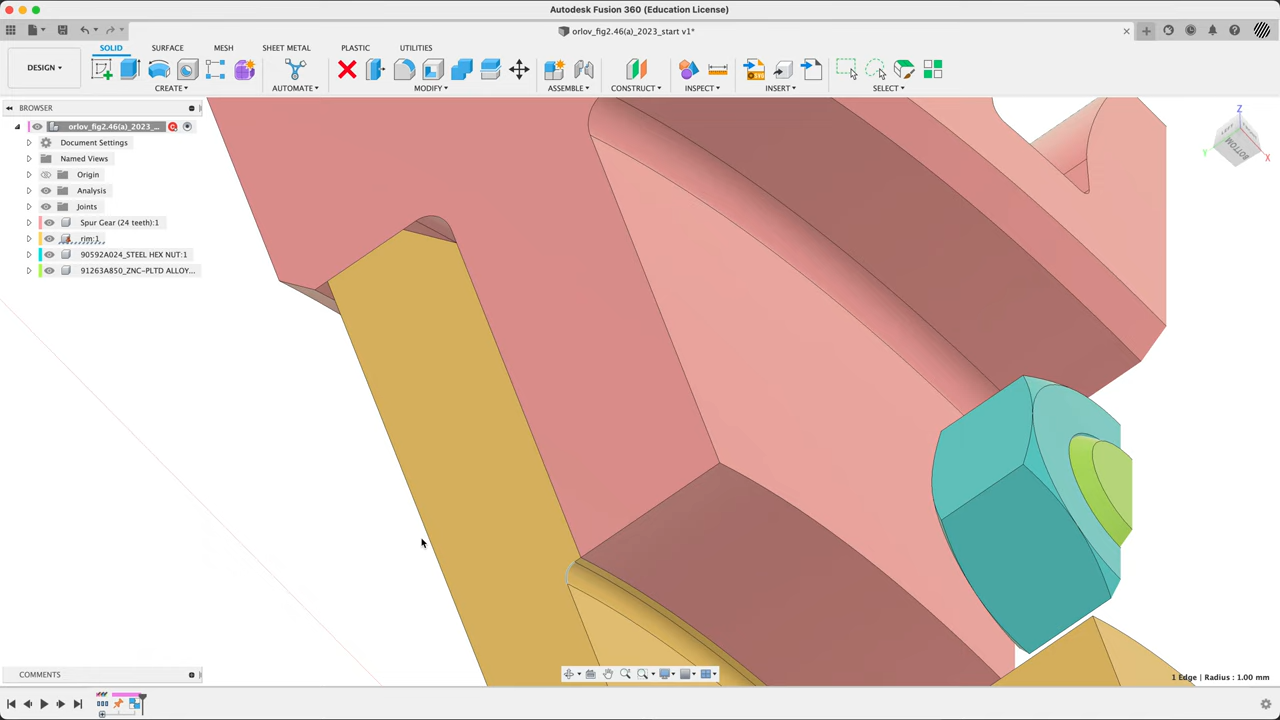 Autodesk Fusion 360 (Education License)
orlov_fig2.46(a)_2023_start v1*
SOLID SURFACE MESH SHEET METAL PLASTIC UTILITIES
DESIGN
CREATE AUTOMATE MODIFY ASSEMBLE CONSTRUCT INSPECT INSERT SELECT
BROWSER
orlov_fig2.46(a)_2023_...
Document Settings
Named Views
Origin
Analysis
Joints
Spur Gear (24 teeth):1
rim:1
90592A024_STEEL HEX NUT:1
91263A850_ZNC-PLTD ALLOY...
Z
BOTTOM
Y
X
COMMENTS
1 Edge | Radius : 1.00 mm